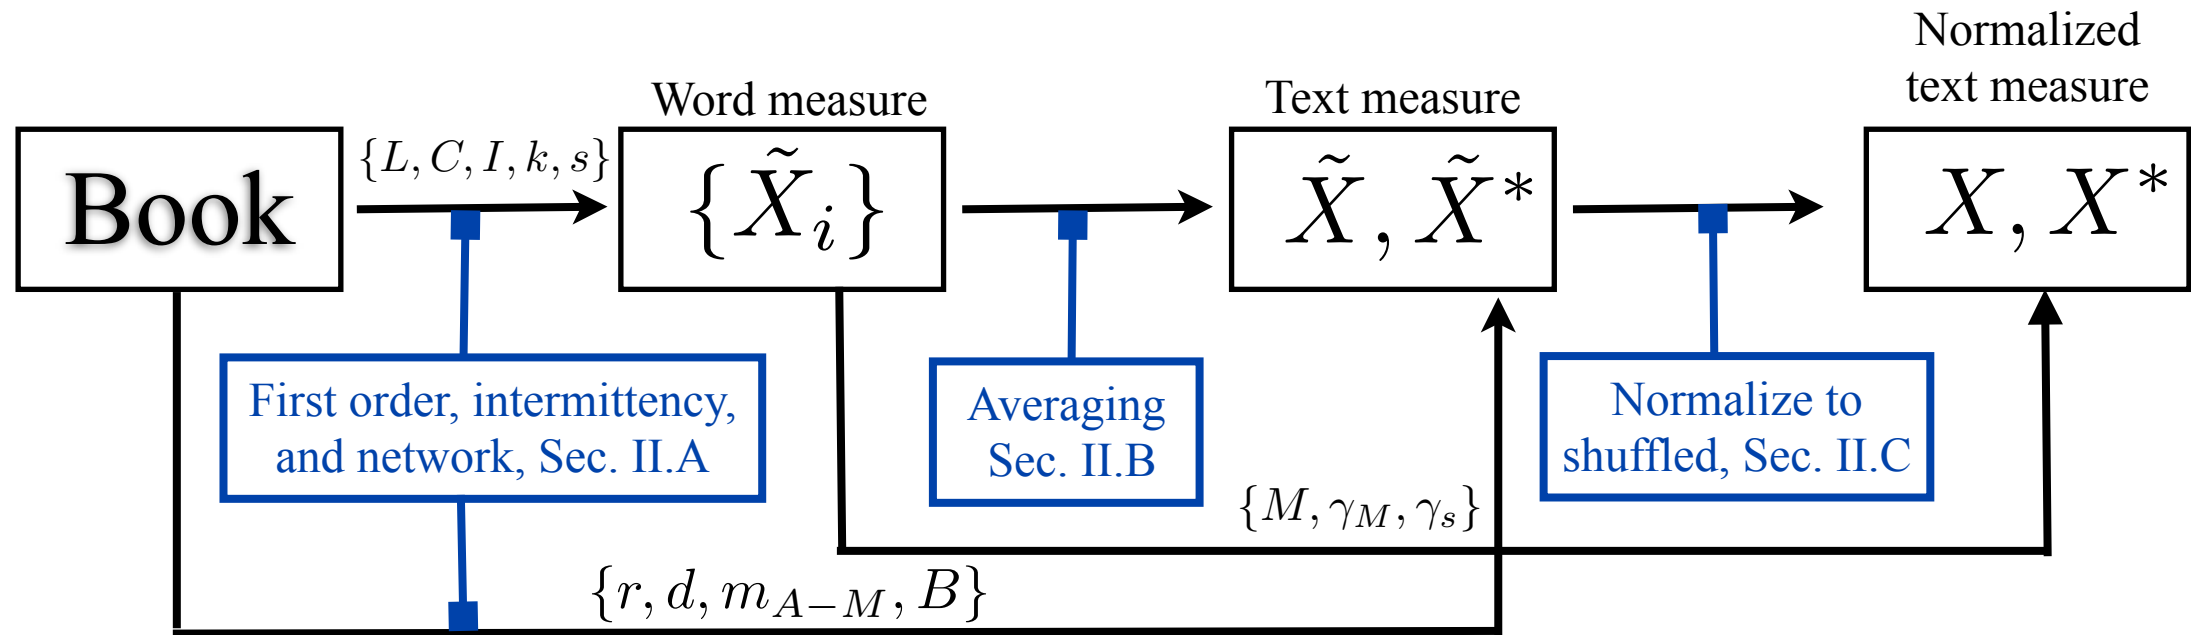 Normalized
text measure
Word measure
Text measure
Book
{L, C, I, k, s}
{X̃_i}
X̃, X̃*
X, X*
First order, intermittency,
and network, Sec. II.A
Averaging
Sec. II.B
Normalize to
shuffled, Sec. II.C
{M, γ_M, γ_s}
{r, d, m_{A−M}, B}